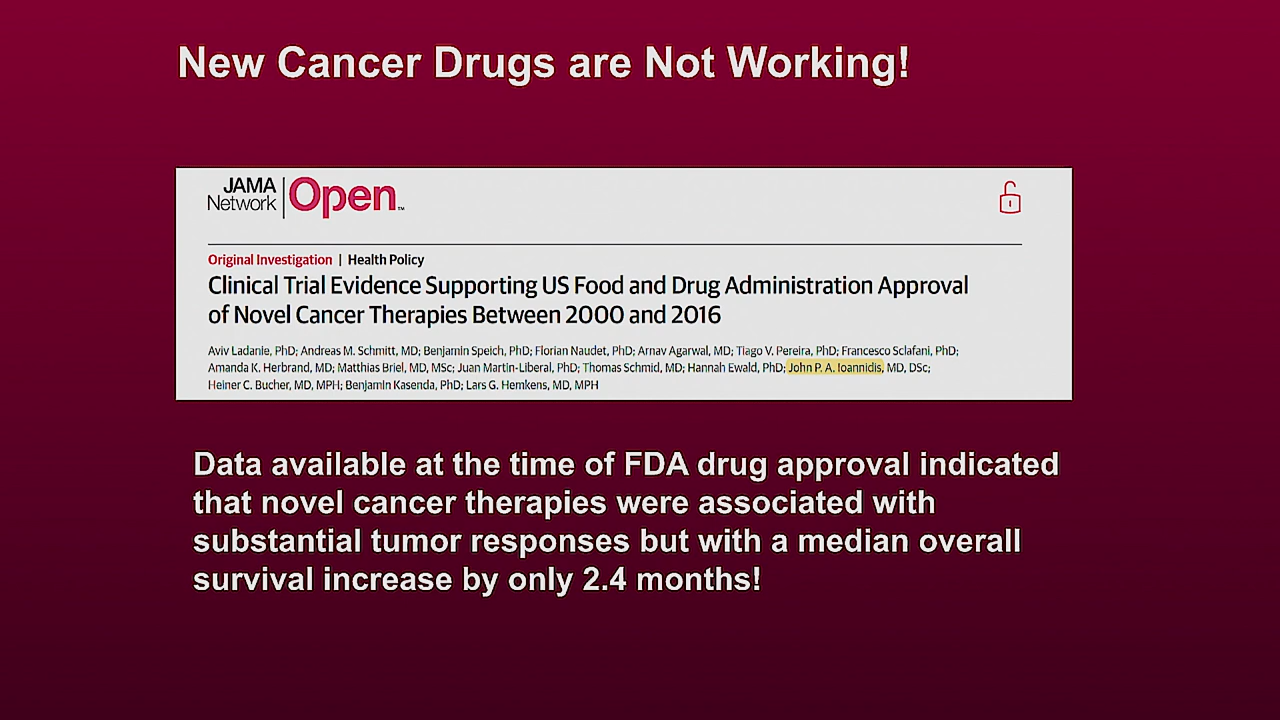 New Cancer Drugs are Not Working!
JAMA
Network
Open™
Original Investigation | Health Policy
Clinical Trial Evidence Supporting US Food and Drug Administration Approval
of Novel Cancer Therapies Between 2000 and 2016
Aviv Ladanie, PhD; Andreas M. Schmitt, MD; Benjamin Speich, PhD; Florian Naudet, PhD; Arnav Agarwal, MD; Tiago V. Pereira, PhD; Francesco Sclafani, PhD;
Amanda K. Herbrand, MD; Matthias Briel, MD, MSc; Juan Martin-Liberal, PhD; Thomas Schmid, MD; Hannah Ewald, PhD; John P. A. Ioannidis, MD, DSc;
Heiner C. Bucher, MD, MPH; Benjamin Kasenda, PhD; Lars G. Hemkens, MD, MPH
Data available at the time of FDA drug approval indicated
that novel cancer therapies were associated with
substantial tumor responses but with a median overall
survival increase by only 2.4 months!